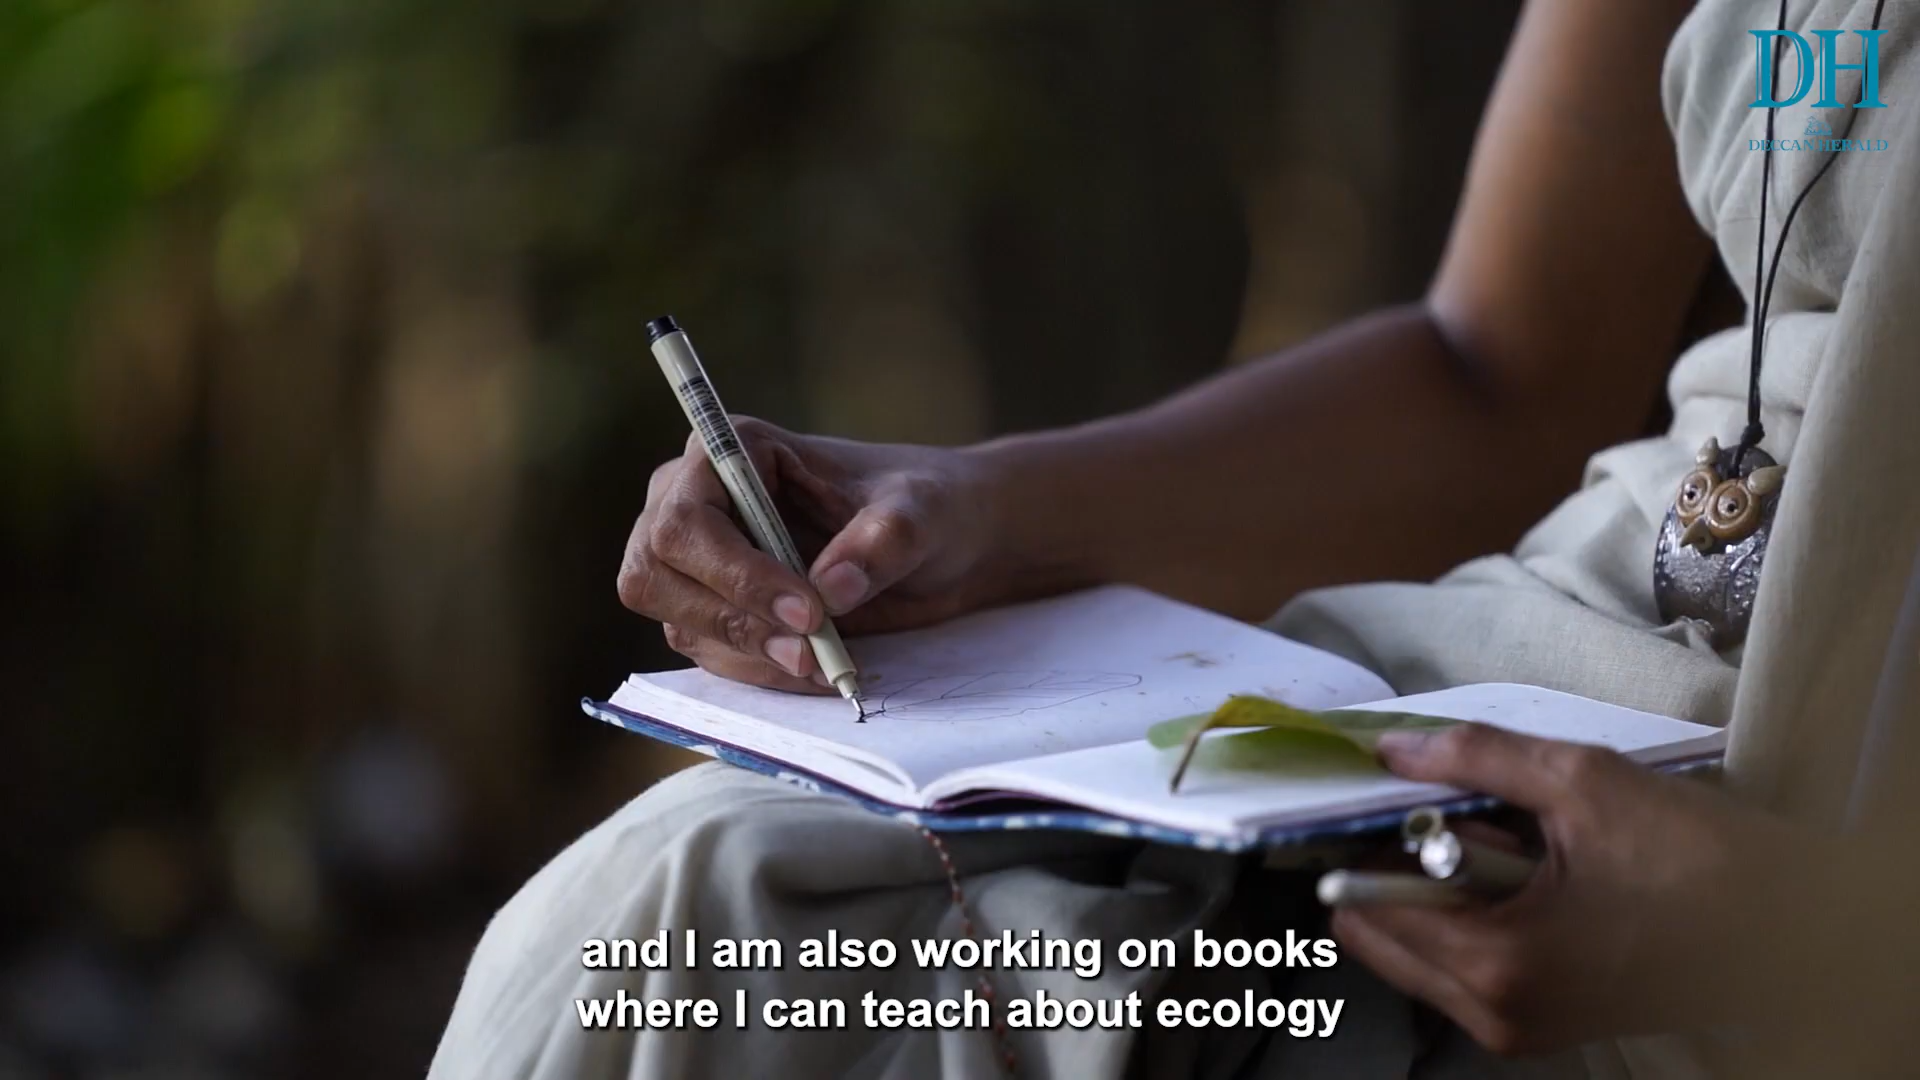 DH
DECCAN HERALD
and I am also working on books
where I can teach about ecology